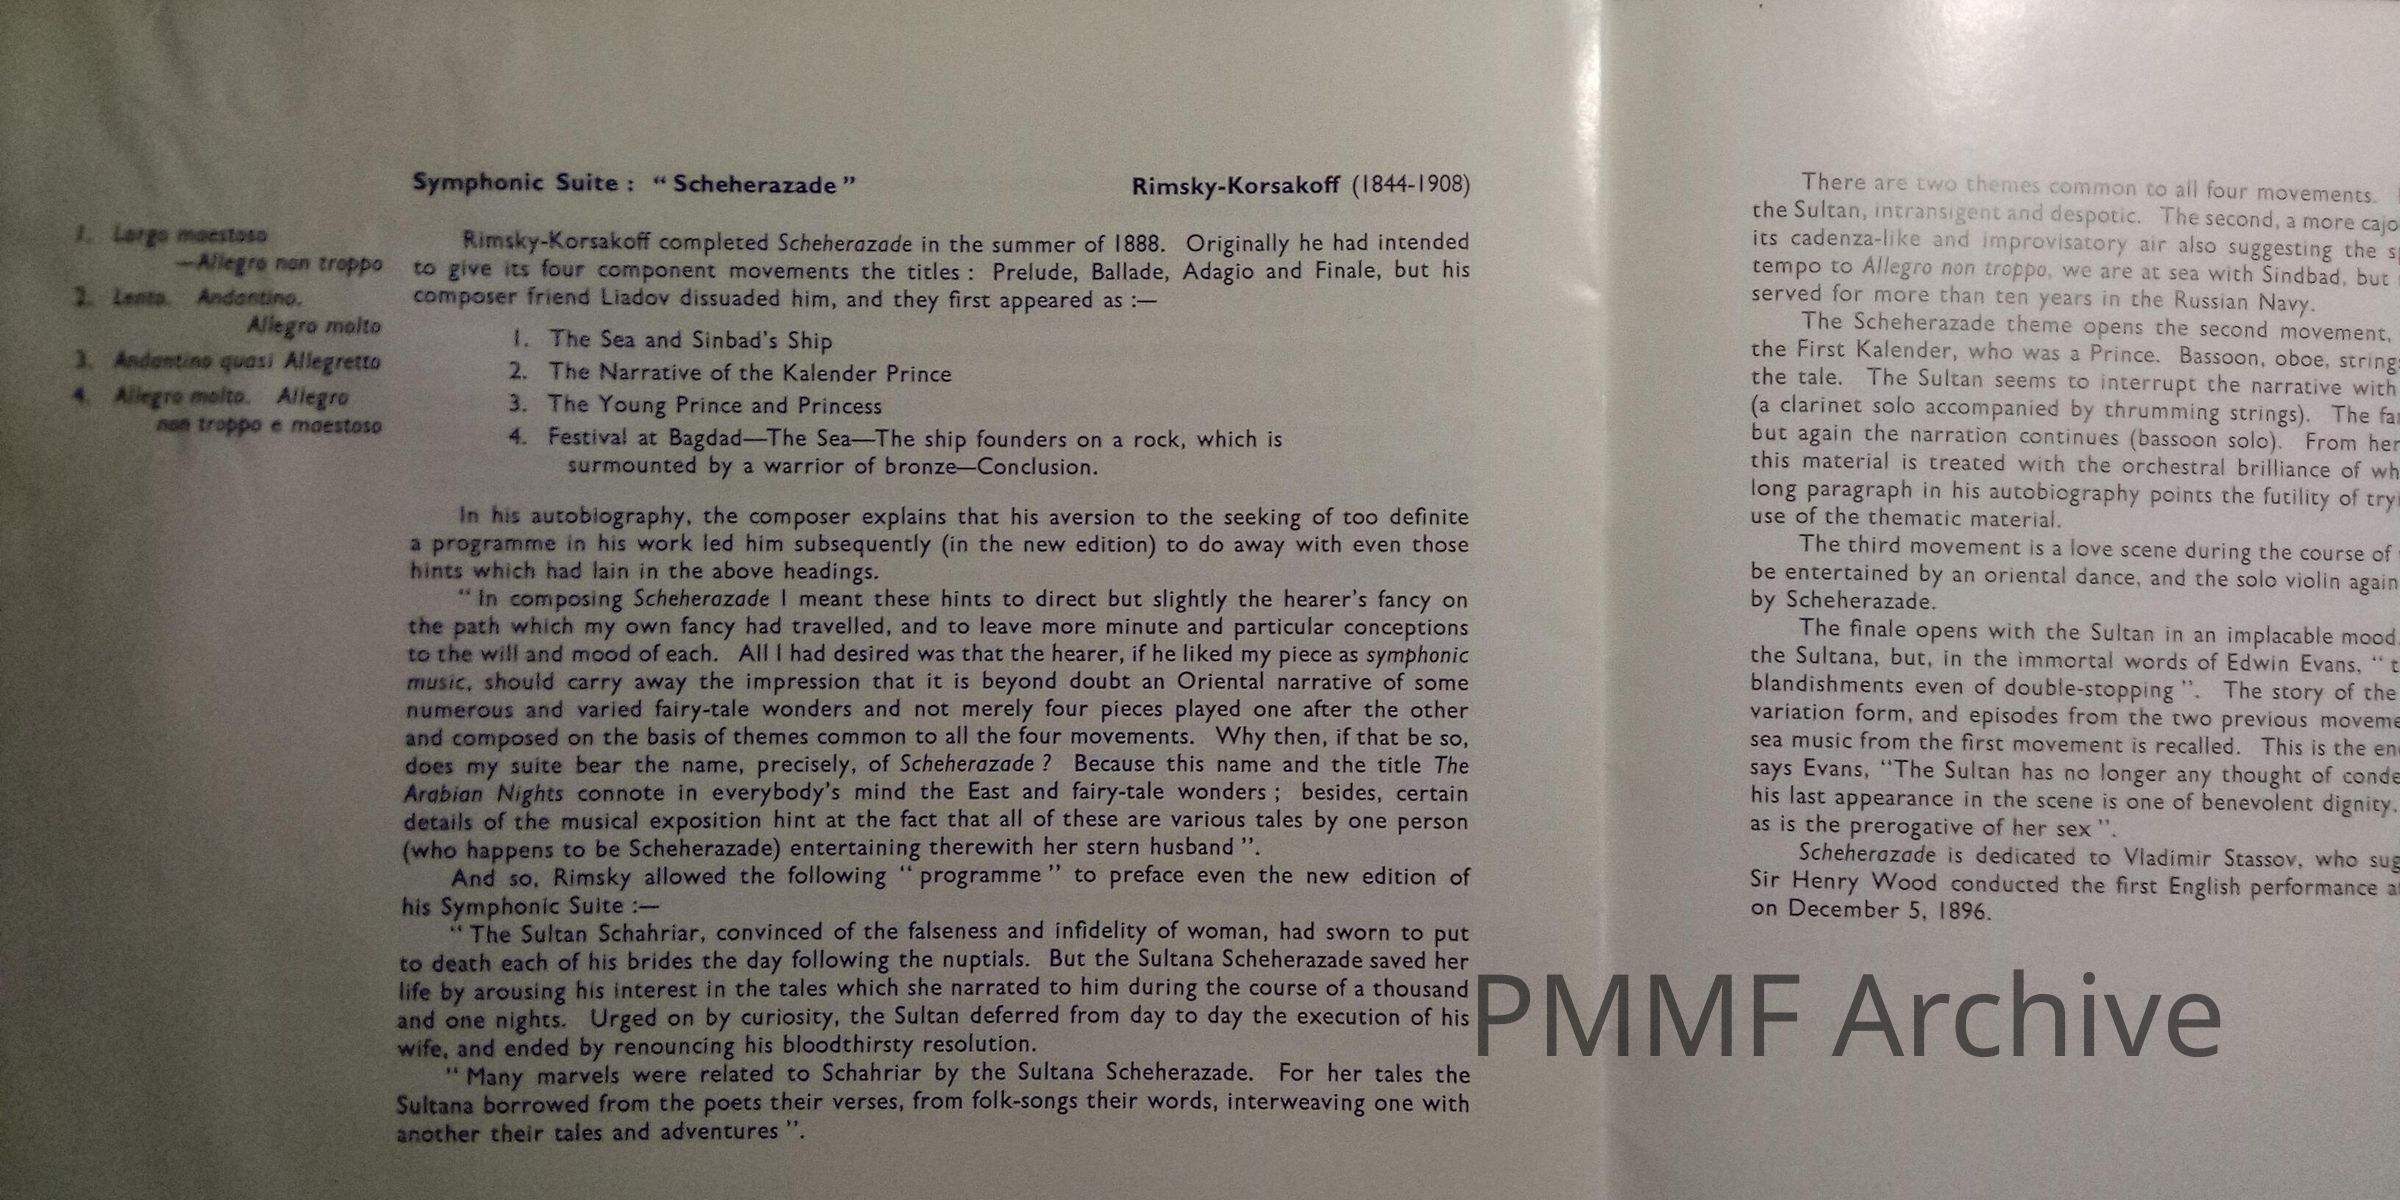 1. Largo maestoso
—Allegro non troppo
2. Lento. Andantino.
Allegro molto
3. Andantino quasi Allegretto
4. Allegro molto. Allegro
non troppo e maestoso
Symphonic Suite : “ Scheherazade ” Rimsky-Korsakoff (1844-1908)
Rimsky-Korsakoff completed Scheherazade in the summer of 1888. Originally he had intended
to give its four component movements the titles : Prelude, Ballade, Adagio and Finale, but his
composer friend Liadov dissuaded him, and they first appeared as :—
1. The Sea and Sinbad’s Ship
2. The Narrative of the Kalender Prince
3. The Young Prince and Princess
4. Festival at Bagdad—The Sea—The ship founders on a rock, which is
surmounted by a warrior of bronze—Conclusion.
In his autobiography, the composer explains that his aversion to the seeking of too definite
a programme in his work led him subsequently (in the new edition) to do away with even those
hints which had lain in the above headings.
“ In composing Scheherazade I meant these hints to direct but slightly the hearer’s fancy on
the path which my own fancy had travelled, and to leave more minute and particular conceptions
to the will and mood of each. All I had desired was that the hearer, if he liked my piece as symphonic
music, should carry away the impression that it is beyond doubt an Oriental narrative of some
numerous and varied fairy-tale wonders and not merely four pieces played one after the other
and composed on the basis of themes common to all the four movements. Why then, if that be so,
does my suite bear the name, precisely, of Scheherazade ? Because this name and the title The
Arabian Nights connote in everybody’s mind the East and fairy-tale wonders ; besides, certain
details of the musical exposition hint at the fact that all of these are various tales by one person
(who happens to be Scheherazade) entertaining therewith her stern husband ”.
And so, Rimsky allowed the following “ programme ” to preface even the new edition of
his Symphonic Suite :—
“ The Sultan Schahriar, convinced of the falseness and infidelity of woman, had sworn to put
to death each of his brides the day following the nuptials. But the Sultana Scheherazade saved her
life by arousing his interest in the tales which she narrated to him during the course of a thousand
and one nights. Urged on by curiosity, the Sultan deferred from day to day the execution of his
wife, and ended by renouncing his bloodthirsty resolution.
“ Many marvels were related to Schahriar by the Sultana Scheherazade. For her tales the
Sultana borrowed from the poets their verses, from folk-songs their words, interweaving one with
another their tales and adventures ”.
There are two themes common to all four movements.
the Sultan, intransigent and despotic. The second, a more cajo
its cadenza-like and improvisatory air also suggesting the
tempo to Allegro non troppo, we are at sea with Sindbad, but
served for more than ten years in the Russian Navy.
The Scheherazade theme opens the second movement,
the First Kalender, who was a Prince. Bassoon, oboe, string
the tale. The Sultan seems to interrupt the narrative with
(a clarinet solo accompanied by thrumming strings). The fa
but again the narration continues (bassoon solo). From her
this material is treated with the orchestral brilliance of wh
long paragraph in his autobiography points the futility of try
use of the thematic material.
The third movement is a love scene during the course of
be entertained by an oriental dance, and the solo violin again
by Scheherazade.
The finale opens with the Sultan in an implacable mood.
the Sultana, but, in the immortal words of Edwin Evans, “ t
blandishments even of double-stopping ”. The story of the
variation form, and episodes from the two previous moveme
sea music from the first movement is recalled. This is the en
says Evans, “The Sultan has no longer any thought of conde
his last appearance in the scene is one of benevolent dignity.
as is the prerogative of her sex ”.
Scheherazade is dedicated to Vladimir Stassov, who sug
Sir Henry Wood conducted the first English performance a
on December 5, 1896.
PMMF Archive